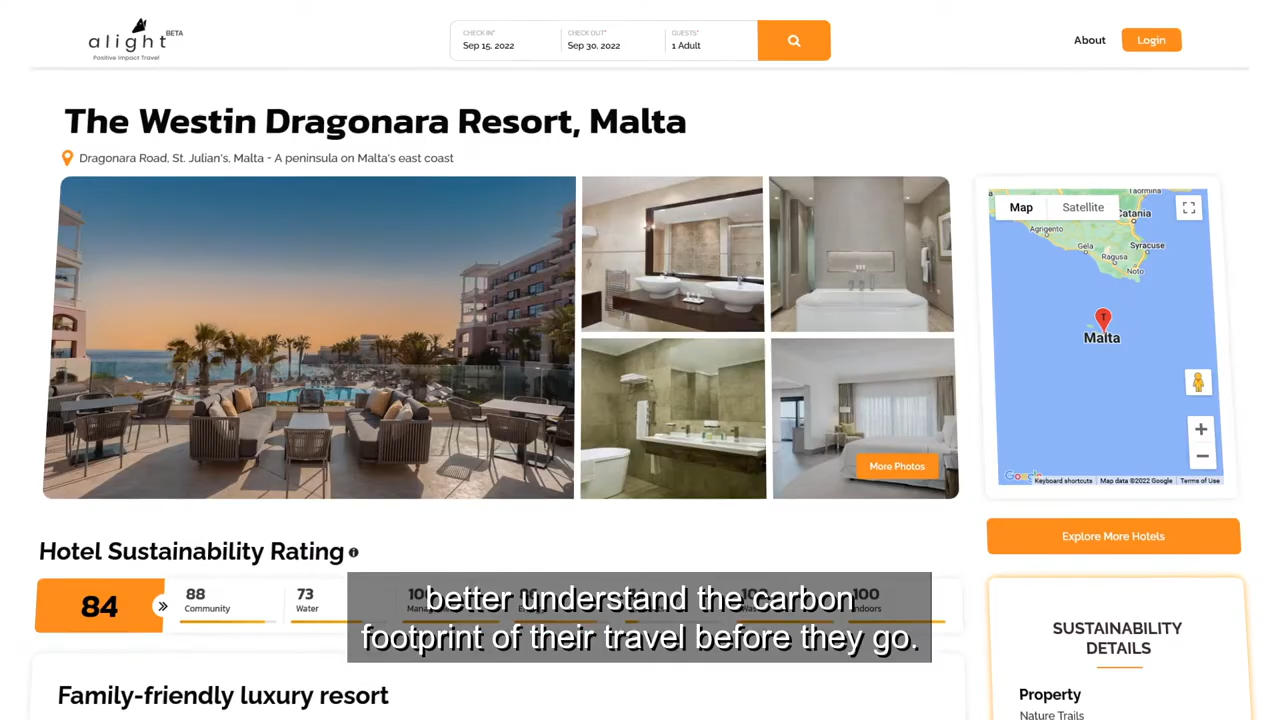 alight BETA
Positive Impact Travel
CHECK IN*
Sep 15, 2022
CHECK OUT*
Sep 30, 2022
GUESTS*
1 Adult
About
Login
The Westin Dragonara Resort, Malta
Dragonara Road, St. Julian's, Malta - A peninsula on Malta's east coast
More Photos
Map
Satellite
Taormina
Catania
Agrigento
Gela
Syracuse
Ragusa
Noto
T
Malta
Google
Keyboard shortcuts
Map data ©2022 Google
Terms of Use
Explore More Hotels
Hotel Sustainability Rating
84
88
Community
73
Water
better understand the carbon
footprint of their travel before they go.
Family-friendly luxury resort
SUSTAINABILITY
DETAILS
Property
Nature Trails